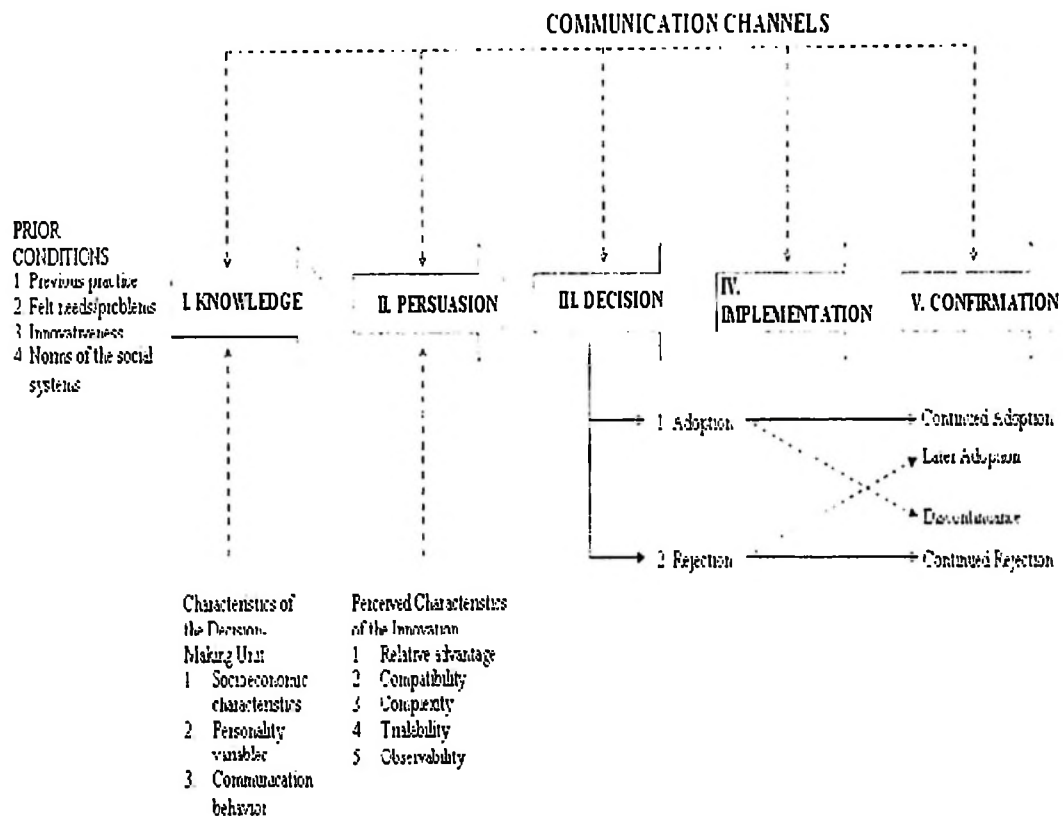 COMMUNICATION CHANNELS
PRIOR
CONDITIONS
1 Previous practice
2 Felt needs/problems
3 Innovativeness
4 Norms of the social
systems
I. KNOWLEDGE
II. PERSUASION
III. DECISION
IV.
IMPLEMENTATION
V. CONFIRMATION
1 Adoption
Continued Adoption
Later Adoption
Discontinuance
2 Rejection
Continued Rejection
Characteristics of
the Decision-
Making Unit
1 Socioeconomic
characteristics
2 Personality
variables
3 Communication
behavior
Perceived Characteristics
of the Innovation
1 Relative advantage
2 Compatibility
3 Complexity
4 Trialability
5 Observability